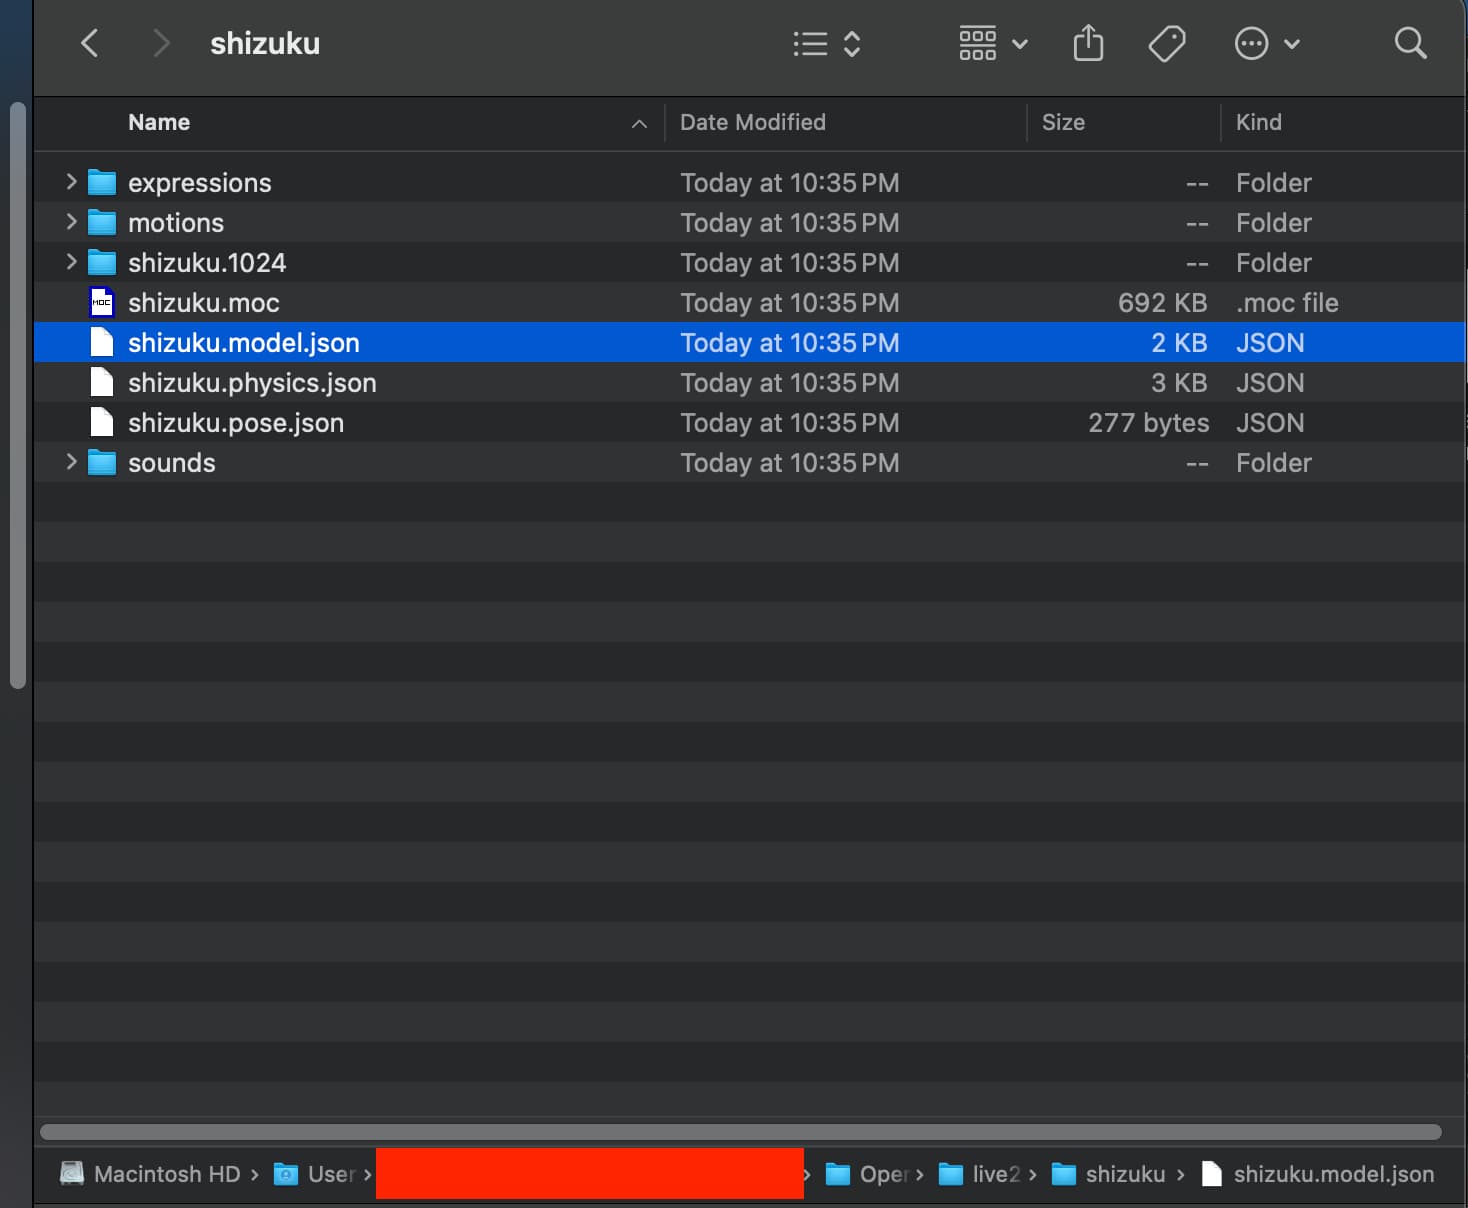 shizuku
Name Date Modified Size Kind
expressions Today at 10:35 PM -- Folder
motions Today at 10:35 PM -- Folder
shizuku.1024 Today at 10:35 PM -- Folder
MOC shizuku.moc Today at 10:35 PM 692 KB .moc file
shizuku.model.json Today at 10:35 PM 2 KB JSON
shizuku.physics.json Today at 10:35 PM 3 KB JSON
shizuku.pose.json Today at 10:35 PM 277 bytes JSON
sounds Today at 10:35 PM -- Folder
Macintosh HD › User › › Oper › live2 › shizuku › shizuku.model.json